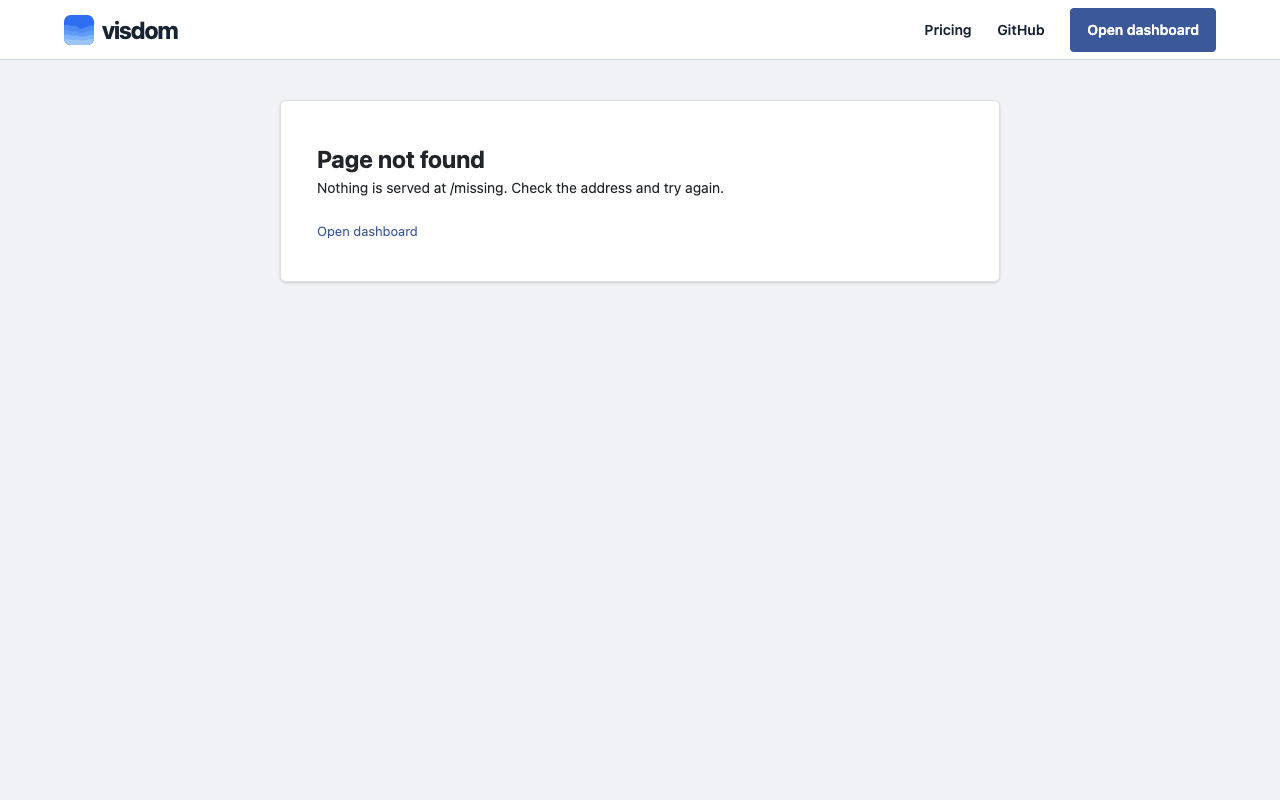 visdom
Pricing
GitHub
Open dashboard
Page not found
Nothing is served at /missing. Check the address and try again.
Open dashboard